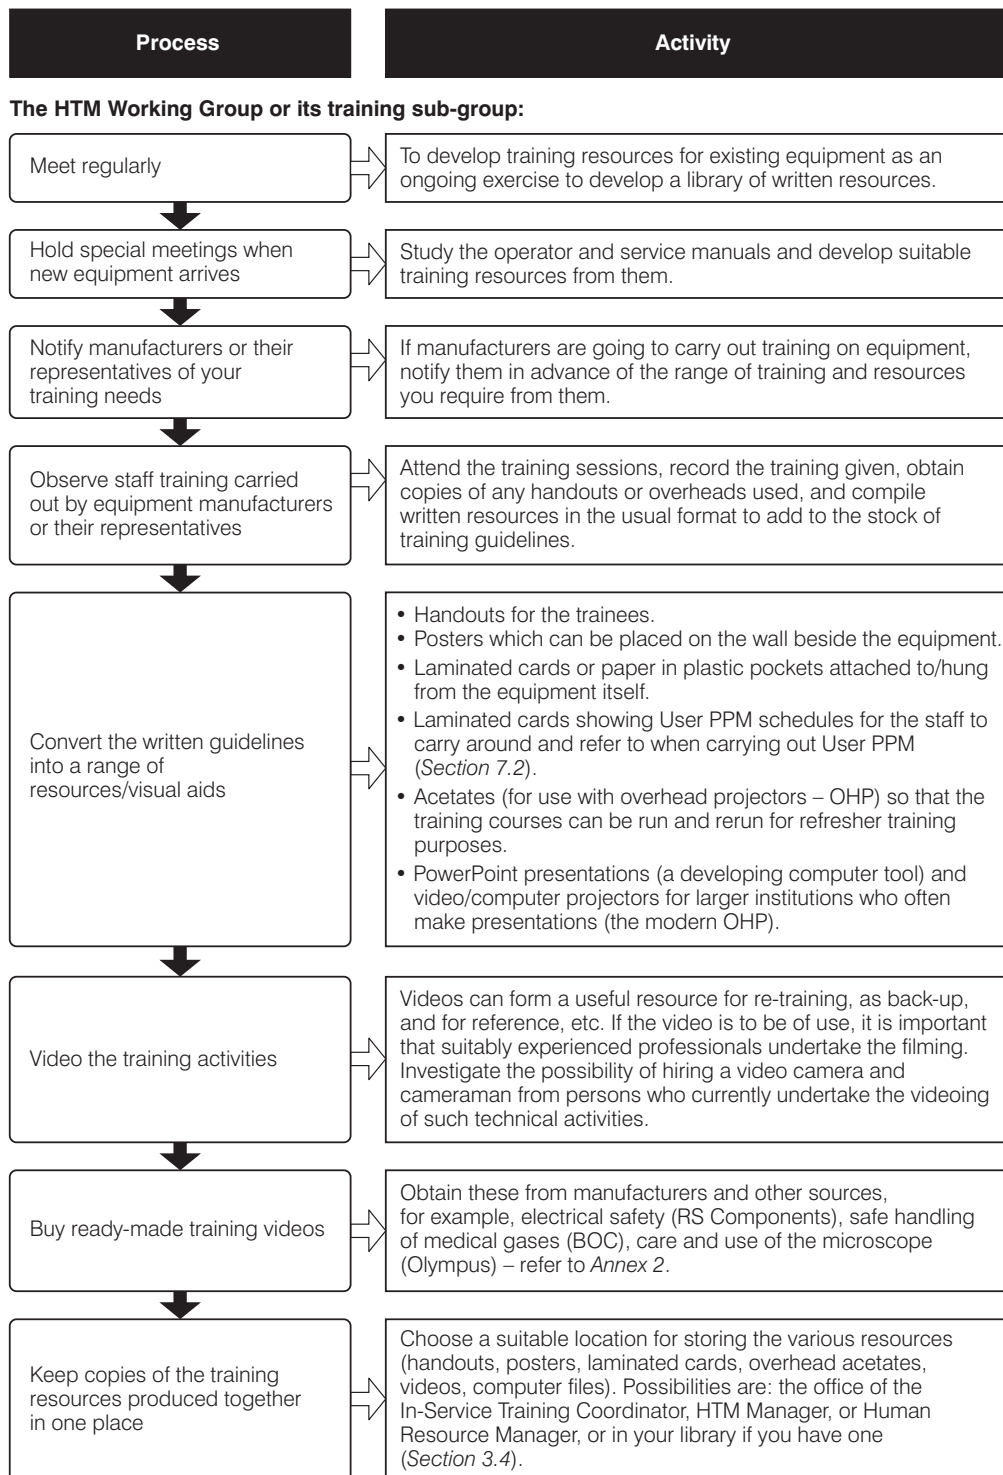 Process
Activity
The HTM Working Group or its training sub-group:
Meet regularly
To develop training resources for existing equipment as an
ongoing exercise to develop a library of written resources.
Hold special meetings when
new equipment arrives
Study the operator and service manuals and develop suitable
training resources from them.
Notify manufacturers or their
representatives of your
training needs
If manufacturers are going to carry out training on equipment,
notify them in advance of the range of training and resources
you require from them.
Observe staff training carried
out by equipment manufacturers
or their representatives
Attend the training sessions, record the training given, obtain
copies of any handouts or overheads used, and compile
written resources in the usual format to add to the stock of
training guidelines.
Convert the written guidelines
into a range of
resources/visual aids
• Handouts for the trainees.
• Posters which can be placed on the wall beside the equipment.
• Laminated cards or paper in plastic pockets attached to/hung
from the equipment itself.
• Laminated cards showing User PPM schedules for the staff to
carry around and refer to when carrying out User PPM
(Section 7.2).
• Acetates (for use with overhead projectors – OHP) so that the
training courses can be run and rerun for refresher training
purposes.
• PowerPoint presentations (a developing computer tool) and
video/computer projectors for larger institutions who often
make presentations (the modern OHP).
Video the training activities
Videos can form a useful resource for re-training, as back-up,
and for reference, etc. If the video is to be of use, it is important
that suitably experienced professionals undertake the filming.
Investigate the possibility of hiring a video camera and
cameraman from persons who currently undertake the videoing
of such technical activities.
Buy ready-made training videos
Obtain these from manufacturers and other sources,
for example, electrical safety (RS Components), safe handling
of medical gases (BOC), care and use of the microscope
(Olympus) – refer to Annex 2.
Keep copies of the training
resources produced together
in one place
Choose a suitable location for storing the various resources
(handouts, posters, laminated cards, overhead acetates,
videos, computer files). Possibilities are: the office of the
In-Service Training Coordinator, HTM Manager, or Human
Resource Manager, or in your library if you have one
(Section 3.4).